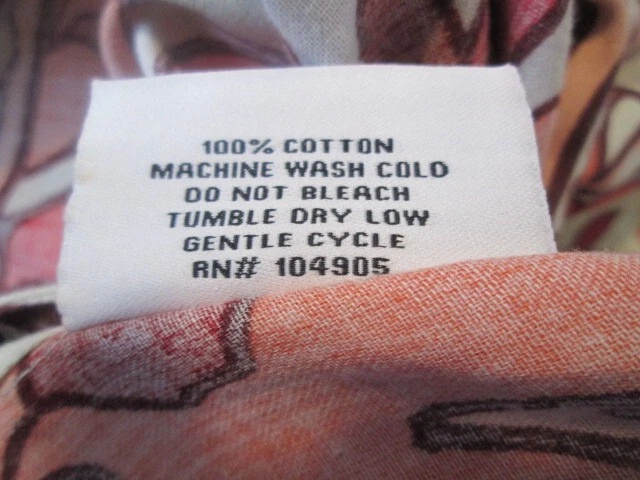 100% COTTON
MACHINE WASH COLD
DO NOT BLEACH
TUMBLE DRY LOW
GENTLE CYCLE
RN# 104905